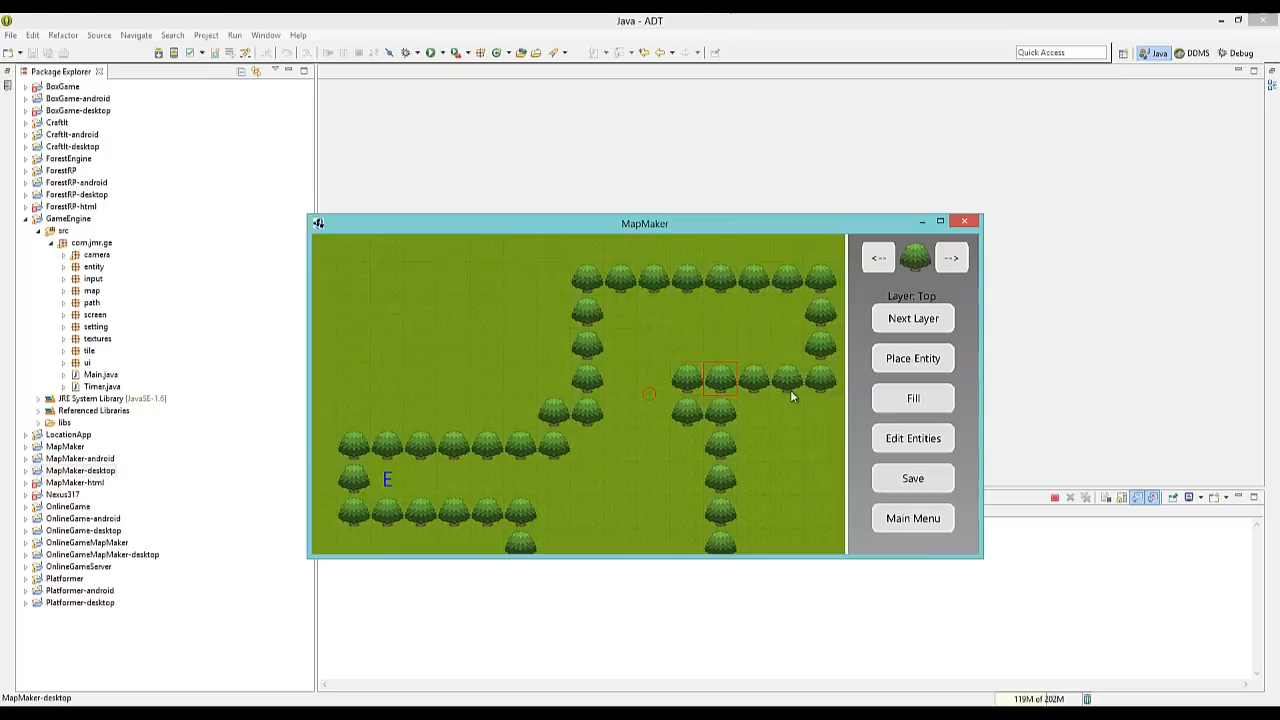 Java - ADT
File Edit Refactor Source Navigate Search Project Run Window Help
Quick Access
Java
DDMS
Debug
Package Explorer
BoxGame
BoxGame-android
BoxGame-desktop
CraftIt
CraftIt-android
CraftIt-desktop
ForestEngine
ForestRP
ForestRP-android
ForestRP-desktop
ForestRP-html
GameEngine
src
com.jmr.ge
camera
entity
input
map
path
screen
setting
textures
tile
ui
Main.java
Timer.java
JRE System Library [JavaSE-1.6]
Referenced Libraries
libs
LocationApp
MapMaker
MapMaker-android
MapMaker-desktop
MapMaker-html
Nexus317
OnlineGame
OnlineGame-android
OnlineGame-desktop
OnlineGameMapMaker
OnlineGameMapMaker-desktop
OnlineGameServer
Platformer
Platformer-android
Platformer-desktop
MapMaker
E
<-- -->
Layer: Top
Next Layer
Place Entity
Fill
Edit Entities
Save
Main Menu
MapMaker-desktop
119M of 202M